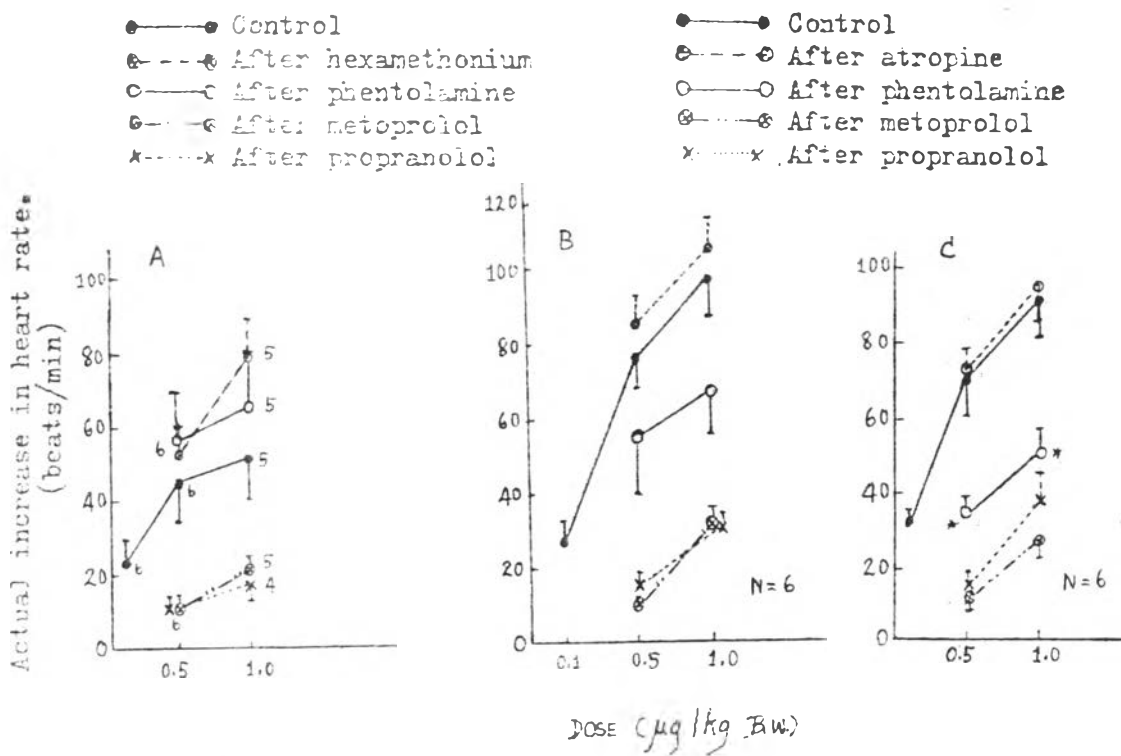 Control
After hexamethonium
After phentolamine
After metoprolol
After propranolol
Control
After atropine
After phentolamine
After metoprolol
After propranolol
Actual increase in heart rate.
(beats/min)
A
100
80
60
40
20
0
0.5 1.0
6 5
5
6 5
6
5
4
6
B
120
100
80
60
40
20
0
0.1 0.5 1.0
N=6
C
100
80
60
40
20
0
0.5 1.0
N=6
*
*
DOSE (µg/kg B.W.)